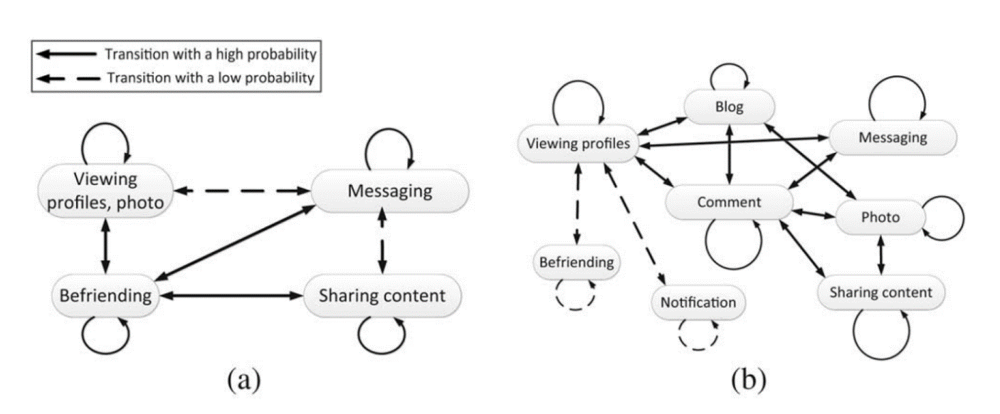 Transition with a high probability
Transition with a low probability
Viewing
profiles, photo
Messaging
Befriending
Sharing content
(a)
Blog
Viewing profiles
Messaging
Comment
Photo
Befriending
Notification
Sharing content
(b)